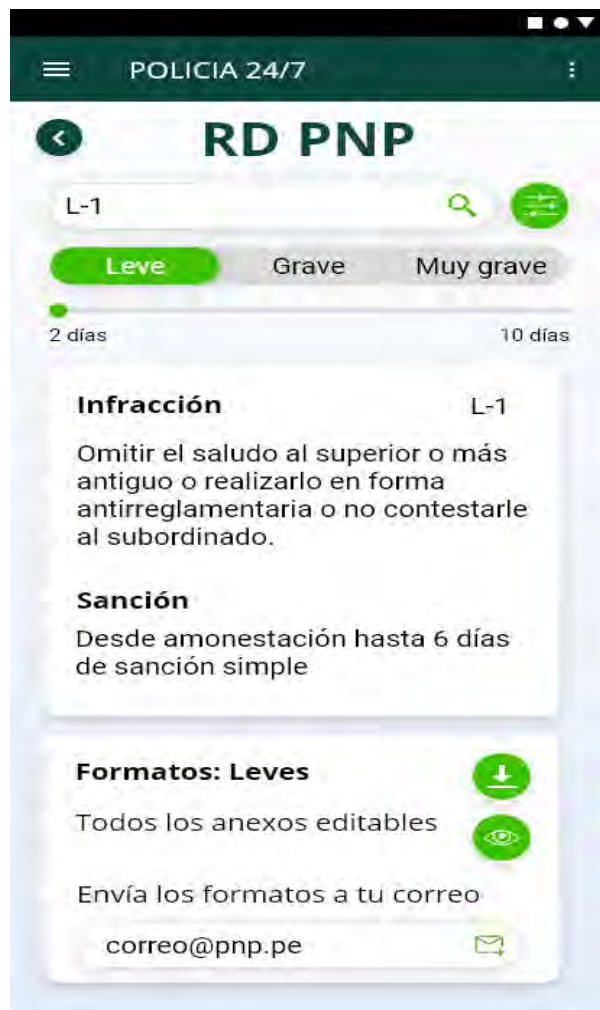 POLICIA 24/7
RD PNP
L-1
Leve Grave Muy grave
2 días 10 días
Infracción L-1
Omitir el saludo al superior o más
antiguo o realizarlo en forma
antirreglamentaria o no contestarle
al subordinado.
Sanción
Desde amonestación hasta 6 días
de sanción simple
Formatos: Leves
Todos los anexos editables
Envía los formatos a tu correo
correo@pnp.pe